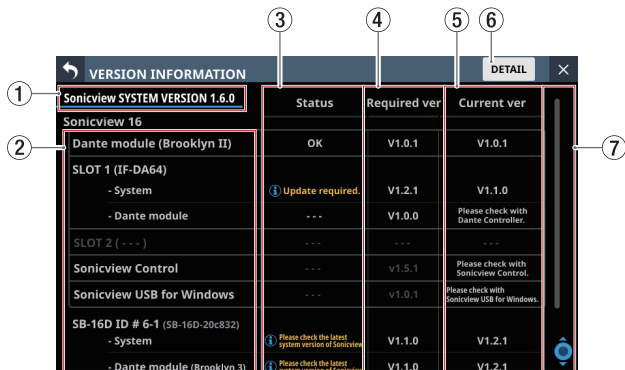 ③ ④ ⑤ ⑥
VERSION INFORMATION DETAIL
① Sonicview SYSTEM VERSION 1.6.0
Status Required ver Current ver
Sonicview 16
② Dante module (Brooklyn II) OK V1.0.1 V1.0.1 ⑦
SLOT 1 (IF-DA64)
- System Update required. V1.2.1 V1.1.0
- Dante module --- V1.0.0 Please check with
Dante Controller.
SLOT 2 ( - - - ) --- --- ---
Sonicview Control --- v1.5.1 Please check with
Sonicview Control.
Sonicview USB for Windows --- v1.0.1 Please check with
Sonicview USB for Windows.
SB-16D ID # 6-1 (SB-16D-20c832)
- System Please check the latest
system version of Sonicview V1.1.0 V1.2.1
- Dante module (Brooklyn 3) Please check the latest
system version of Sonicview V1.1.0 V1.2.1